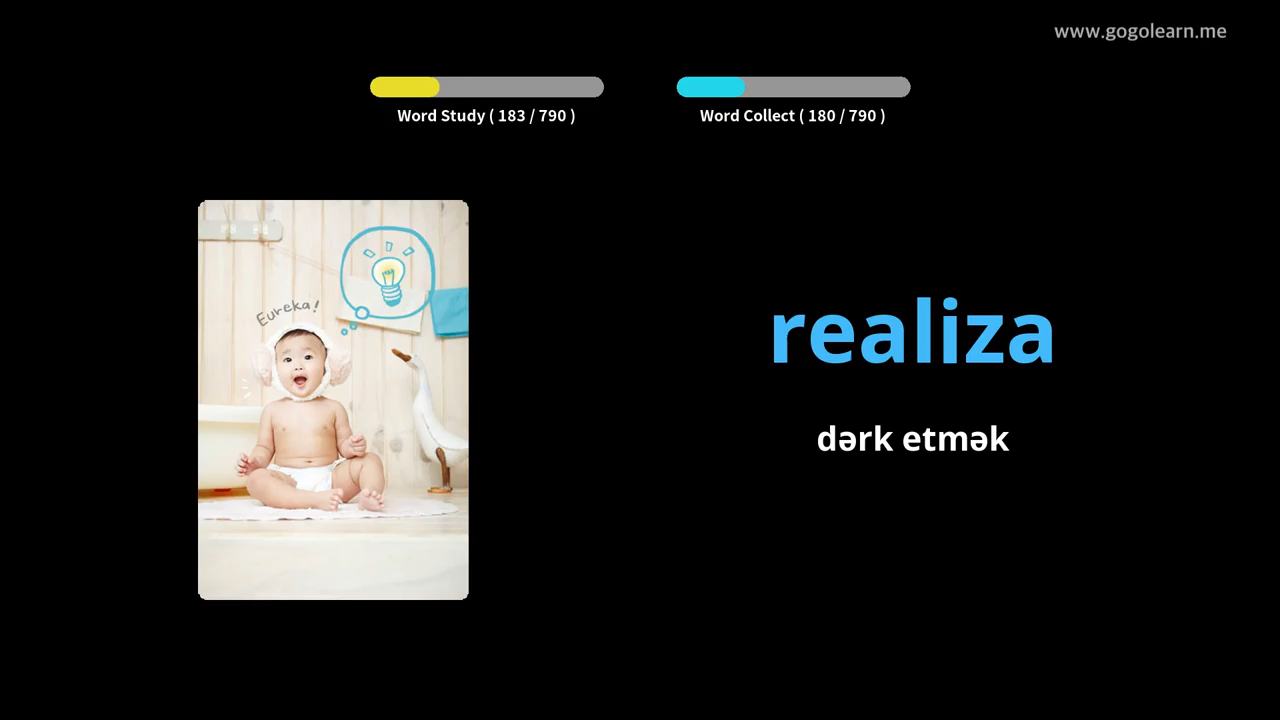 www.gogolearn.me
Word Study ( 183 / 790 )
Word Collect ( 180 / 790 )
Eureka!
realiza
dərk etmək